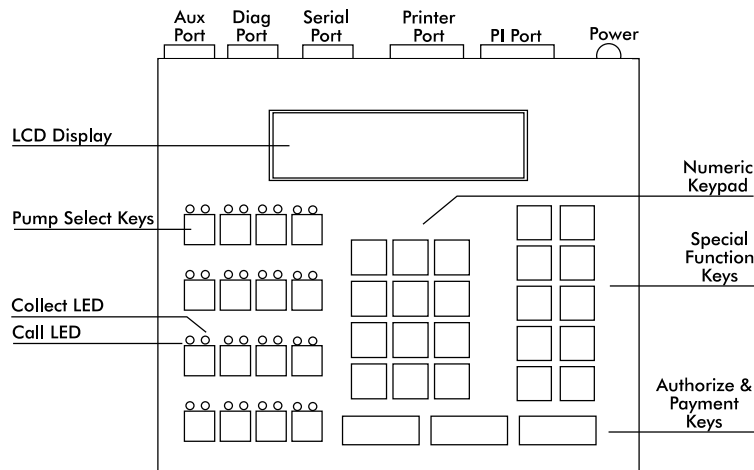 Aux
Port
Diag
Port
Serial
Port
Printer
Port
PI Port
Power
LCD Display
Numeric
Keypad
Pump Select Keys
Special
Function
Keys
Collect LED
Call LED
Authorize &
Payment
Keys